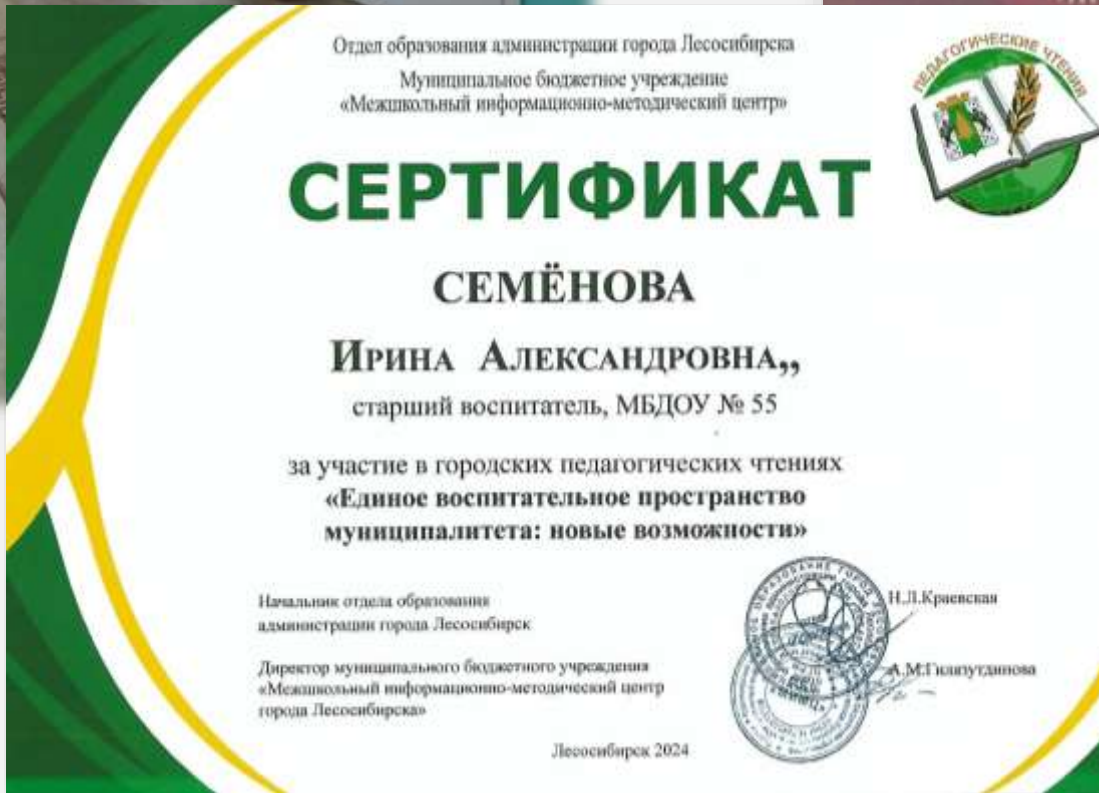 Отдел образования администрации города Лесосибирска
Муниципальное бюджетное учреждение
«Межшкольный информационно-методический центр»
ПЕДАГОГИЧЕСКИЕ ЧТЕНИЯ
СЕРТИФИКАТ
СЕМЁНОВА
ИРИНА АЛЕКСАНДРОВНА,,
старший воспитатель, МБДОУ № 55
за участие в городских педагогических чтениях
«Единое воспитательное пространство
муниципалитета: новые возможности»
Начальник отдела образования
администрации города Лесосибирск
Н.Л.Краевская
Директор муниципального бюджетного учреждения
«Межшкольный информационно-методический центр
города Лесосибирска»
А.М.Гилязутдинова
Лесосибирск 2024